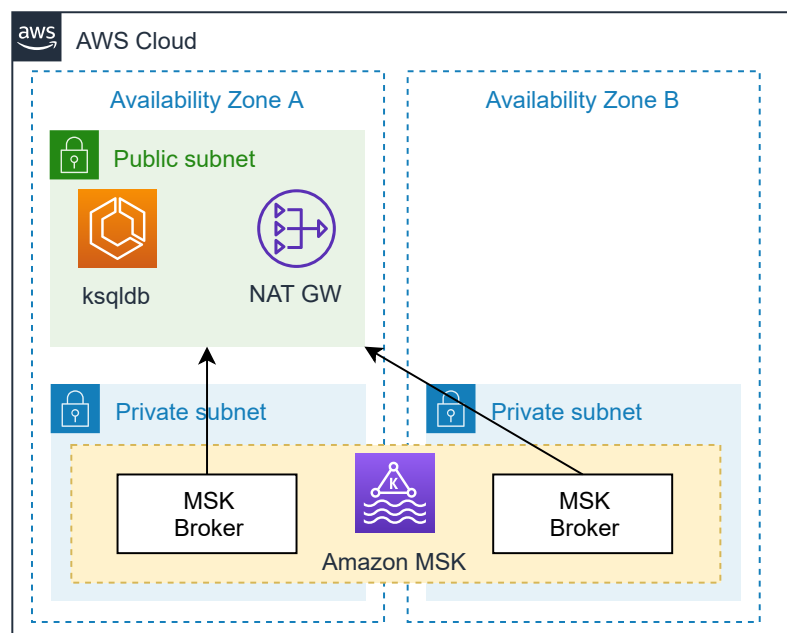 aws
AWS Cloud
Availability Zone A
Availability Zone B
Public subnet
ksqldb
NAT GW
Private subnet
Private subnet
MSK
Broker
K
MSK
Broker
Amazon MSK